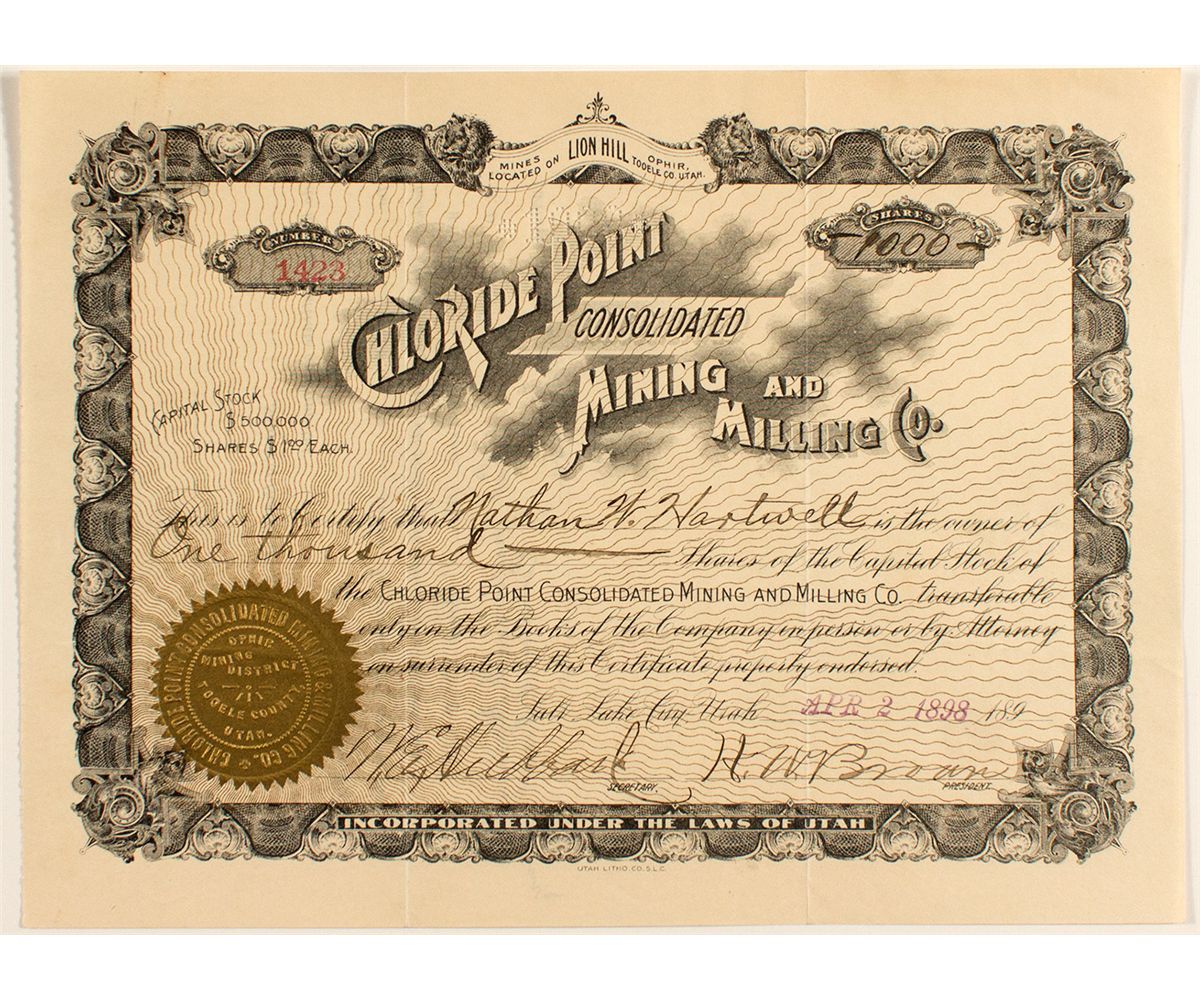 MINES LOCATED ON LION HILL OPHIR, TOOELE CO. UTAH.
NUMBER
1423
SHARES
1000
CHLORIDE POINT
CONSOLIDATED
MINING AND
MILLING CO.
CAPITAL STOCK
$500.000
SHARES $1.00 EACH.
This is to Certify that Nathan W. Hartwell is the owner of
One thousand Shares of the Capital Stock of
the CHLORIDE POINT CONSOLIDATED MINING AND MILLING CO. transferable
only in the Books of the Company in person or by Attorney
on surrender of this Certificate properly endorsed.
Salt Lake City, Utah APR 2 1898 189
H. W. Brown
SECRETARY. PRESIDENT.
CHLORIDE POINT CONSOLIDATED MINING & MILLING CO.
OPHIR
MINING
DISTRICT
TOOELE COUNTY,
UTAH.
INCORPORATED UNDER THE LAWS OF UTAH
UTAH LITHO. CO. S.L.C.